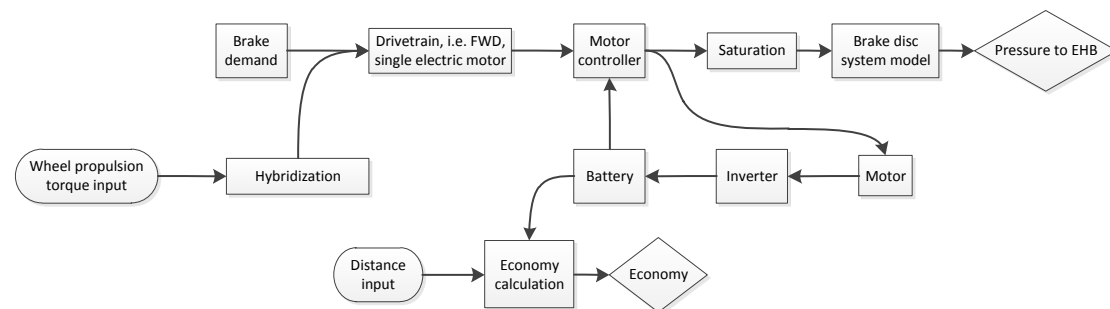 Brake
demand
Drivetrain, i.e. FWD,
single electric motor
Motor
controller
Saturation
Brake disc
system model
Pressure to EHB
Wheel propulsion
torque input
Hybridization
Battery
Inverter
Motor
Distance
input
Economy
calculation
Economy